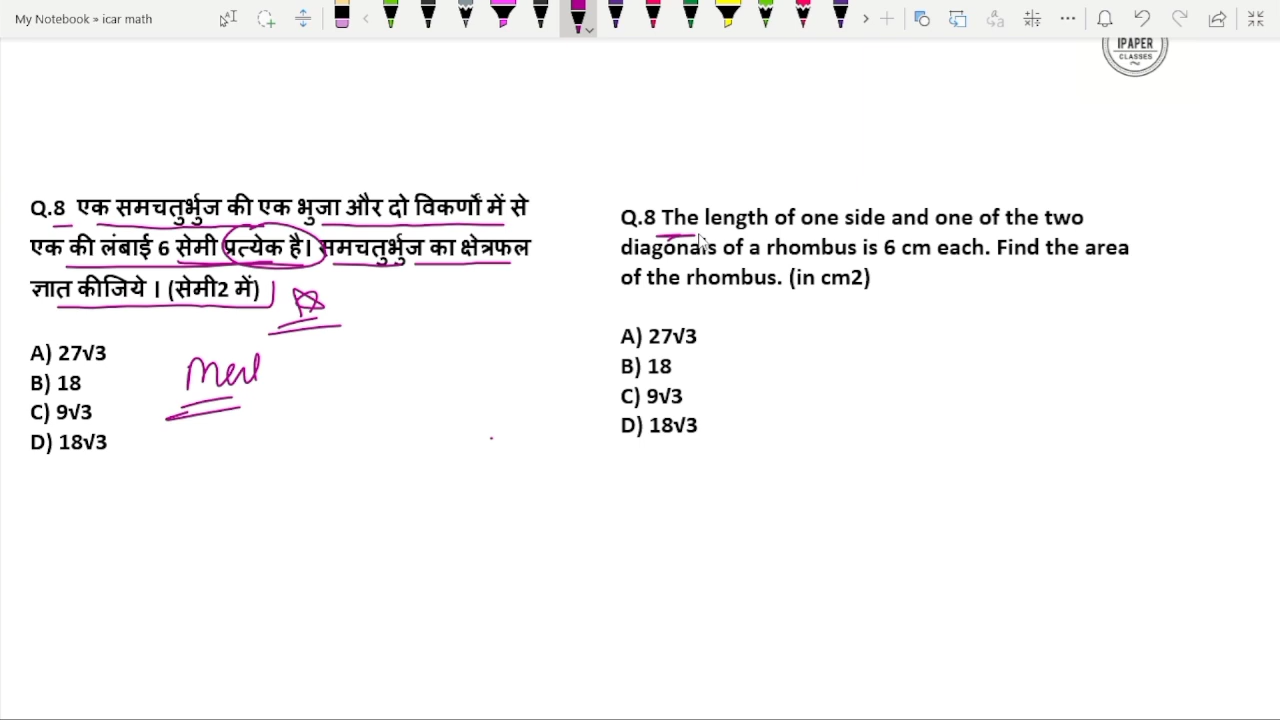 My Notebook » icar math
IPAPER
CLASSES
Q.8 एक समचतुर्भुज की एक भुजा और दो विकर्णों में से
एक की लंबाई 6 सेमी प्रत्येक है। समचतुर्भुज का क्षेत्रफल
ज्ञात कीजिये । (सेमी2 में)
A) 27√3
B) 18
C) 9√3
D) 18√3
Q.8 The length of one side and one of the two
diagonals of a rhombus is 6 cm each. Find the area
of the rhombus. (in cm2)
A) 27√3
B) 18
C) 9√3
D) 18√3